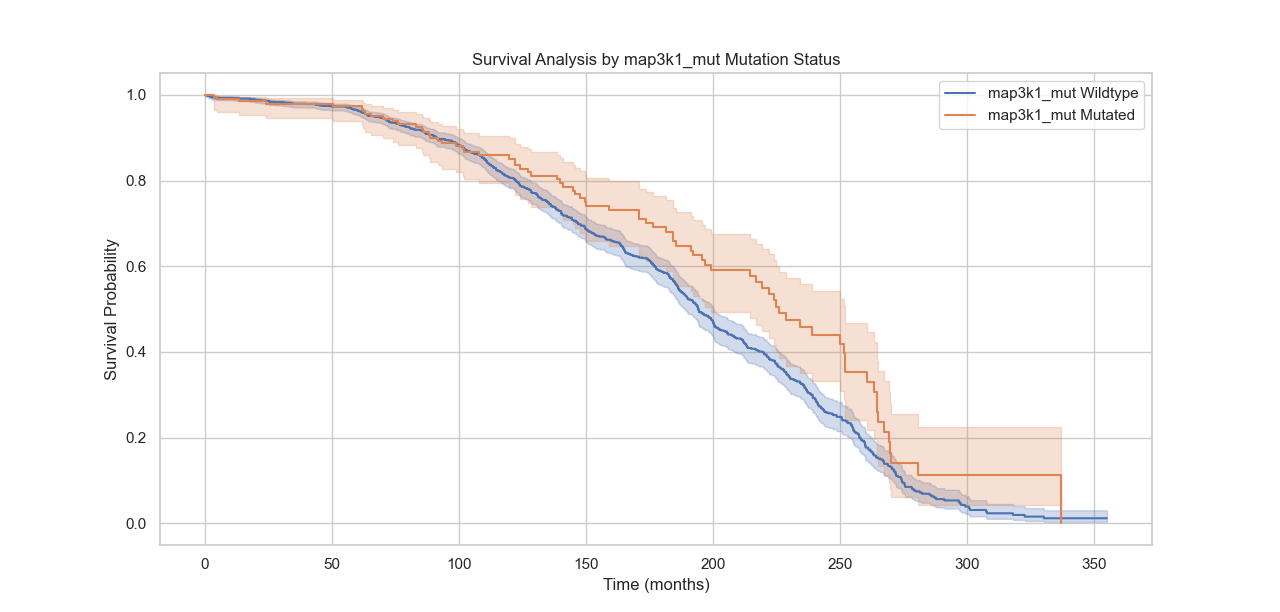 Survival Analysis by map3k1_mut Mutation Status
map3k1_mut Wildtype
map3k1_mut Mutated
Survival Probability
1.0
0.8
0.6
0.4
0.2
0.0
0 50 100 150 200 250 300 350
Time (months)